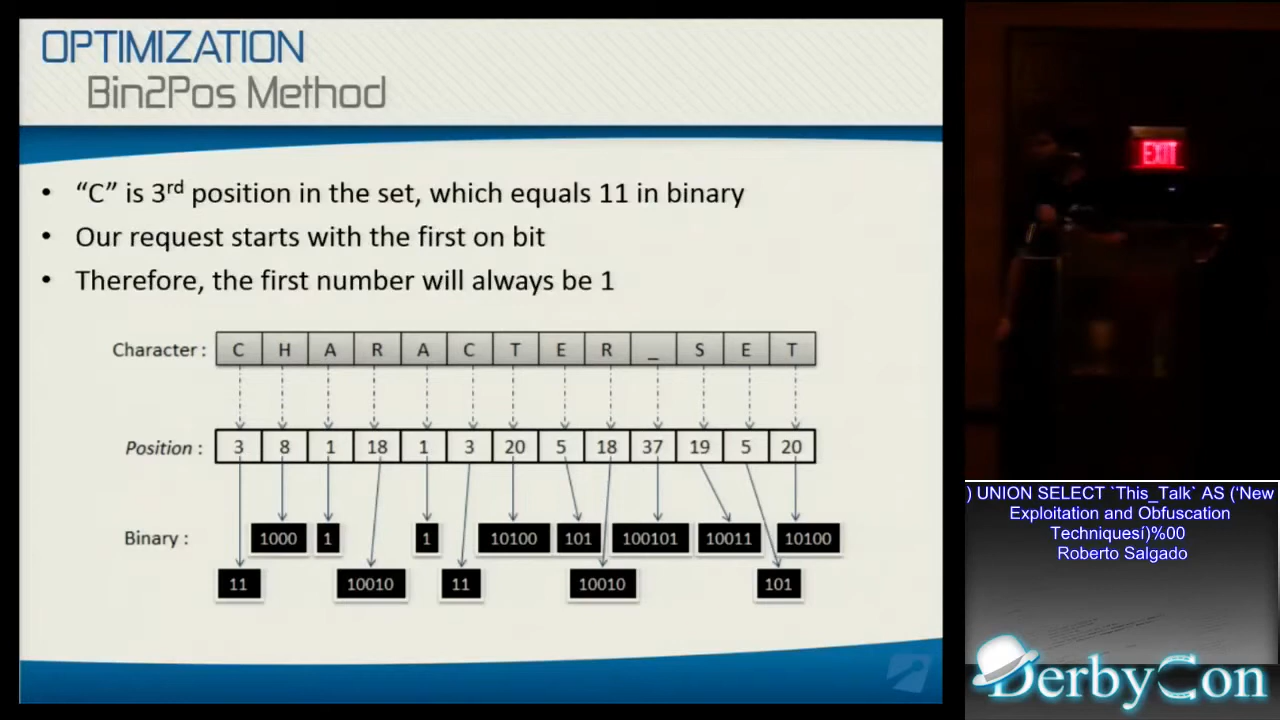 OPTIMIZATION
Bin2Pos Method
• “C” is 3rd position in the set, which equals 11 in binary
• Our request starts with the first on bit
• Therefore, the first number will always be 1
Character : C H A R A C T E R _ S E T
Position : 3 8 1 18 1 3 20 5 18 37 19 5 20
Binary : 1000 1 1 10100 101 100101 10011 10100
11 10010 11 10010 101
EXIT
) UNION SELECT `This_Talk` AS (‘New
Exploitation and Obfuscation
Techniquesí)%00
Roberto Salgado
DerbyCon